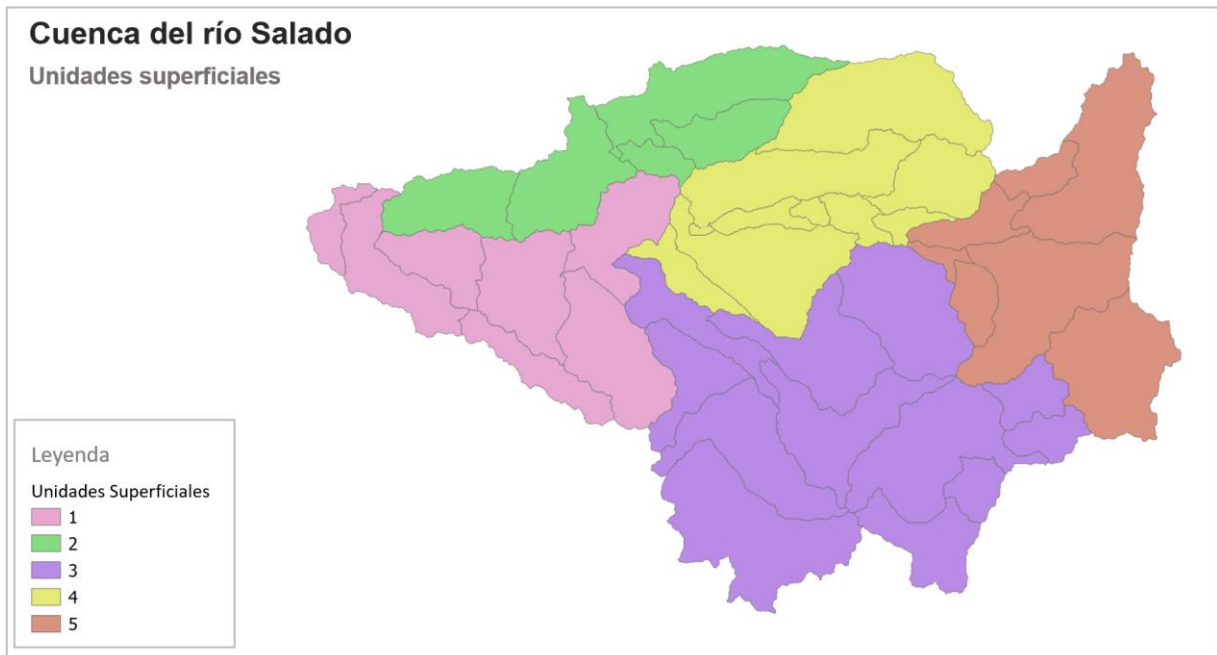 Cuenca del río Salado
Unidades superficiales
Leyenda
Unidades Superficiales
1
2
3
4
5